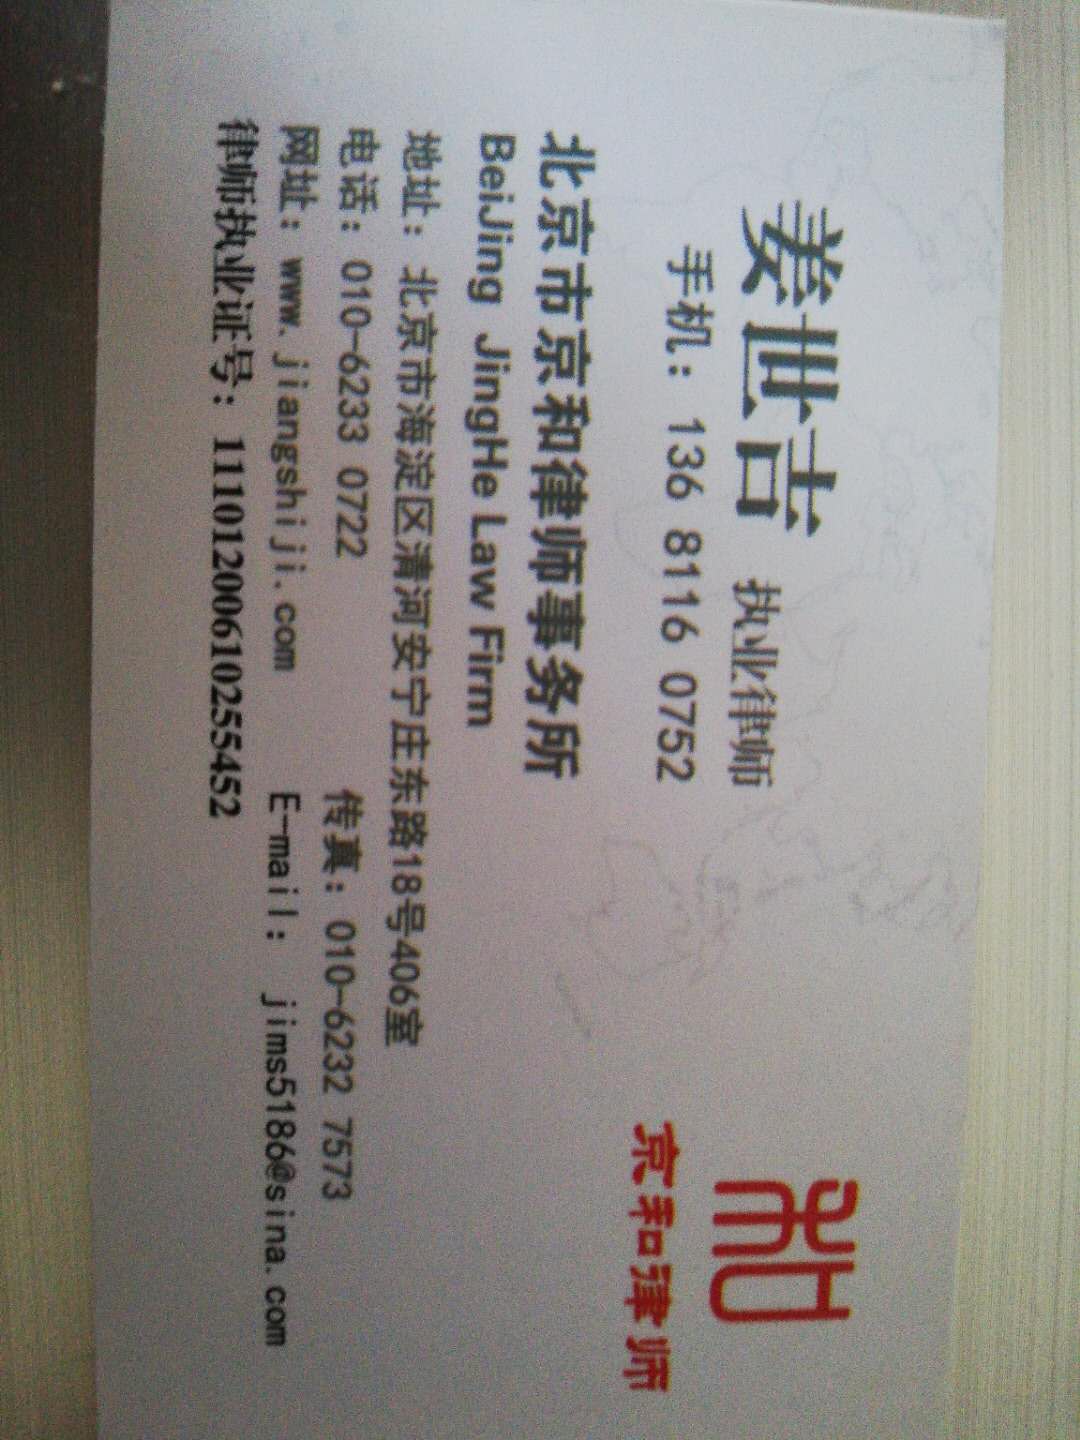 姜世吉 执业律师
手机：136 8116 0752
京和律师
北京市京和律师事务所
BeiJing JingHe Law Firm
地址：北京市海淀区清河安宁庄东路18号406室
电话：010-6233 0722 传真：010-6232 7573
网址：www.jiangshiji.com E-mail：jims5186@sina.com
律师执业证号：11101200610255452